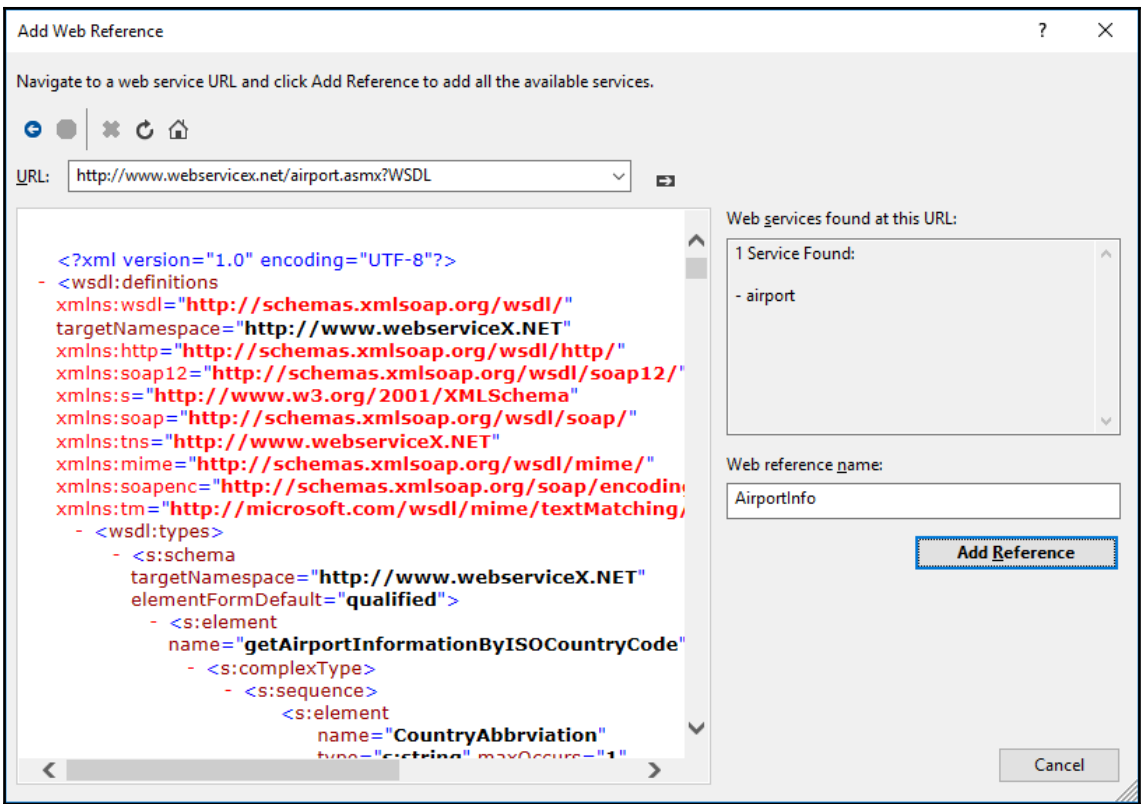 Add Web Reference
?
Navigate to a web service URL and click Add Reference to add all the available services.
URL: http://www.webservicex.net/airport.asmx?WSDL
<?xml version="1.0" encoding="UTF-8"?>
- <wsdl:definitions
xmlns:wsdl="http://schemas.xmlsoap.org/wsdl/"
targetNamespace="http://www.webserviceX.NET"
xmlns:http="http://schemas.xmlsoap.org/wsdl/http/"
xmlns:soap12="http://schemas.xmlsoap.org/wsdl/soap12/"
xmlns:s="http://www.w3.org/2001/XMLSchema"
xmlns:soap="http://schemas.xmlsoap.org/wsdl/soap/"
xmlns:tns="http://www.webserviceX.NET"
xmlns:mime="http://schemas.xmlsoap.org/wsdl/mime/"
xmlns:soapenc="http://schemas.xmlsoap.org/soap/encoding
xmlns:tm="http://microsoft.com/wsdl/mime/textMatching/
- <wsdl:types>
- <s:schema
targetNamespace="http://www.webserviceX.NET"
elementFormDefault="qualified">
- <s:element
name="getAirportInformationByISOCountryCode"
- <s:complexType>
- <s:sequence>
<s:element
name="CountryAbbrviation"
type="s:string" maxOccurs="1"
Web services found at this URL:
1 Service Found:
- airport
Web reference name:
AirportInfo
Add Reference
Cancel